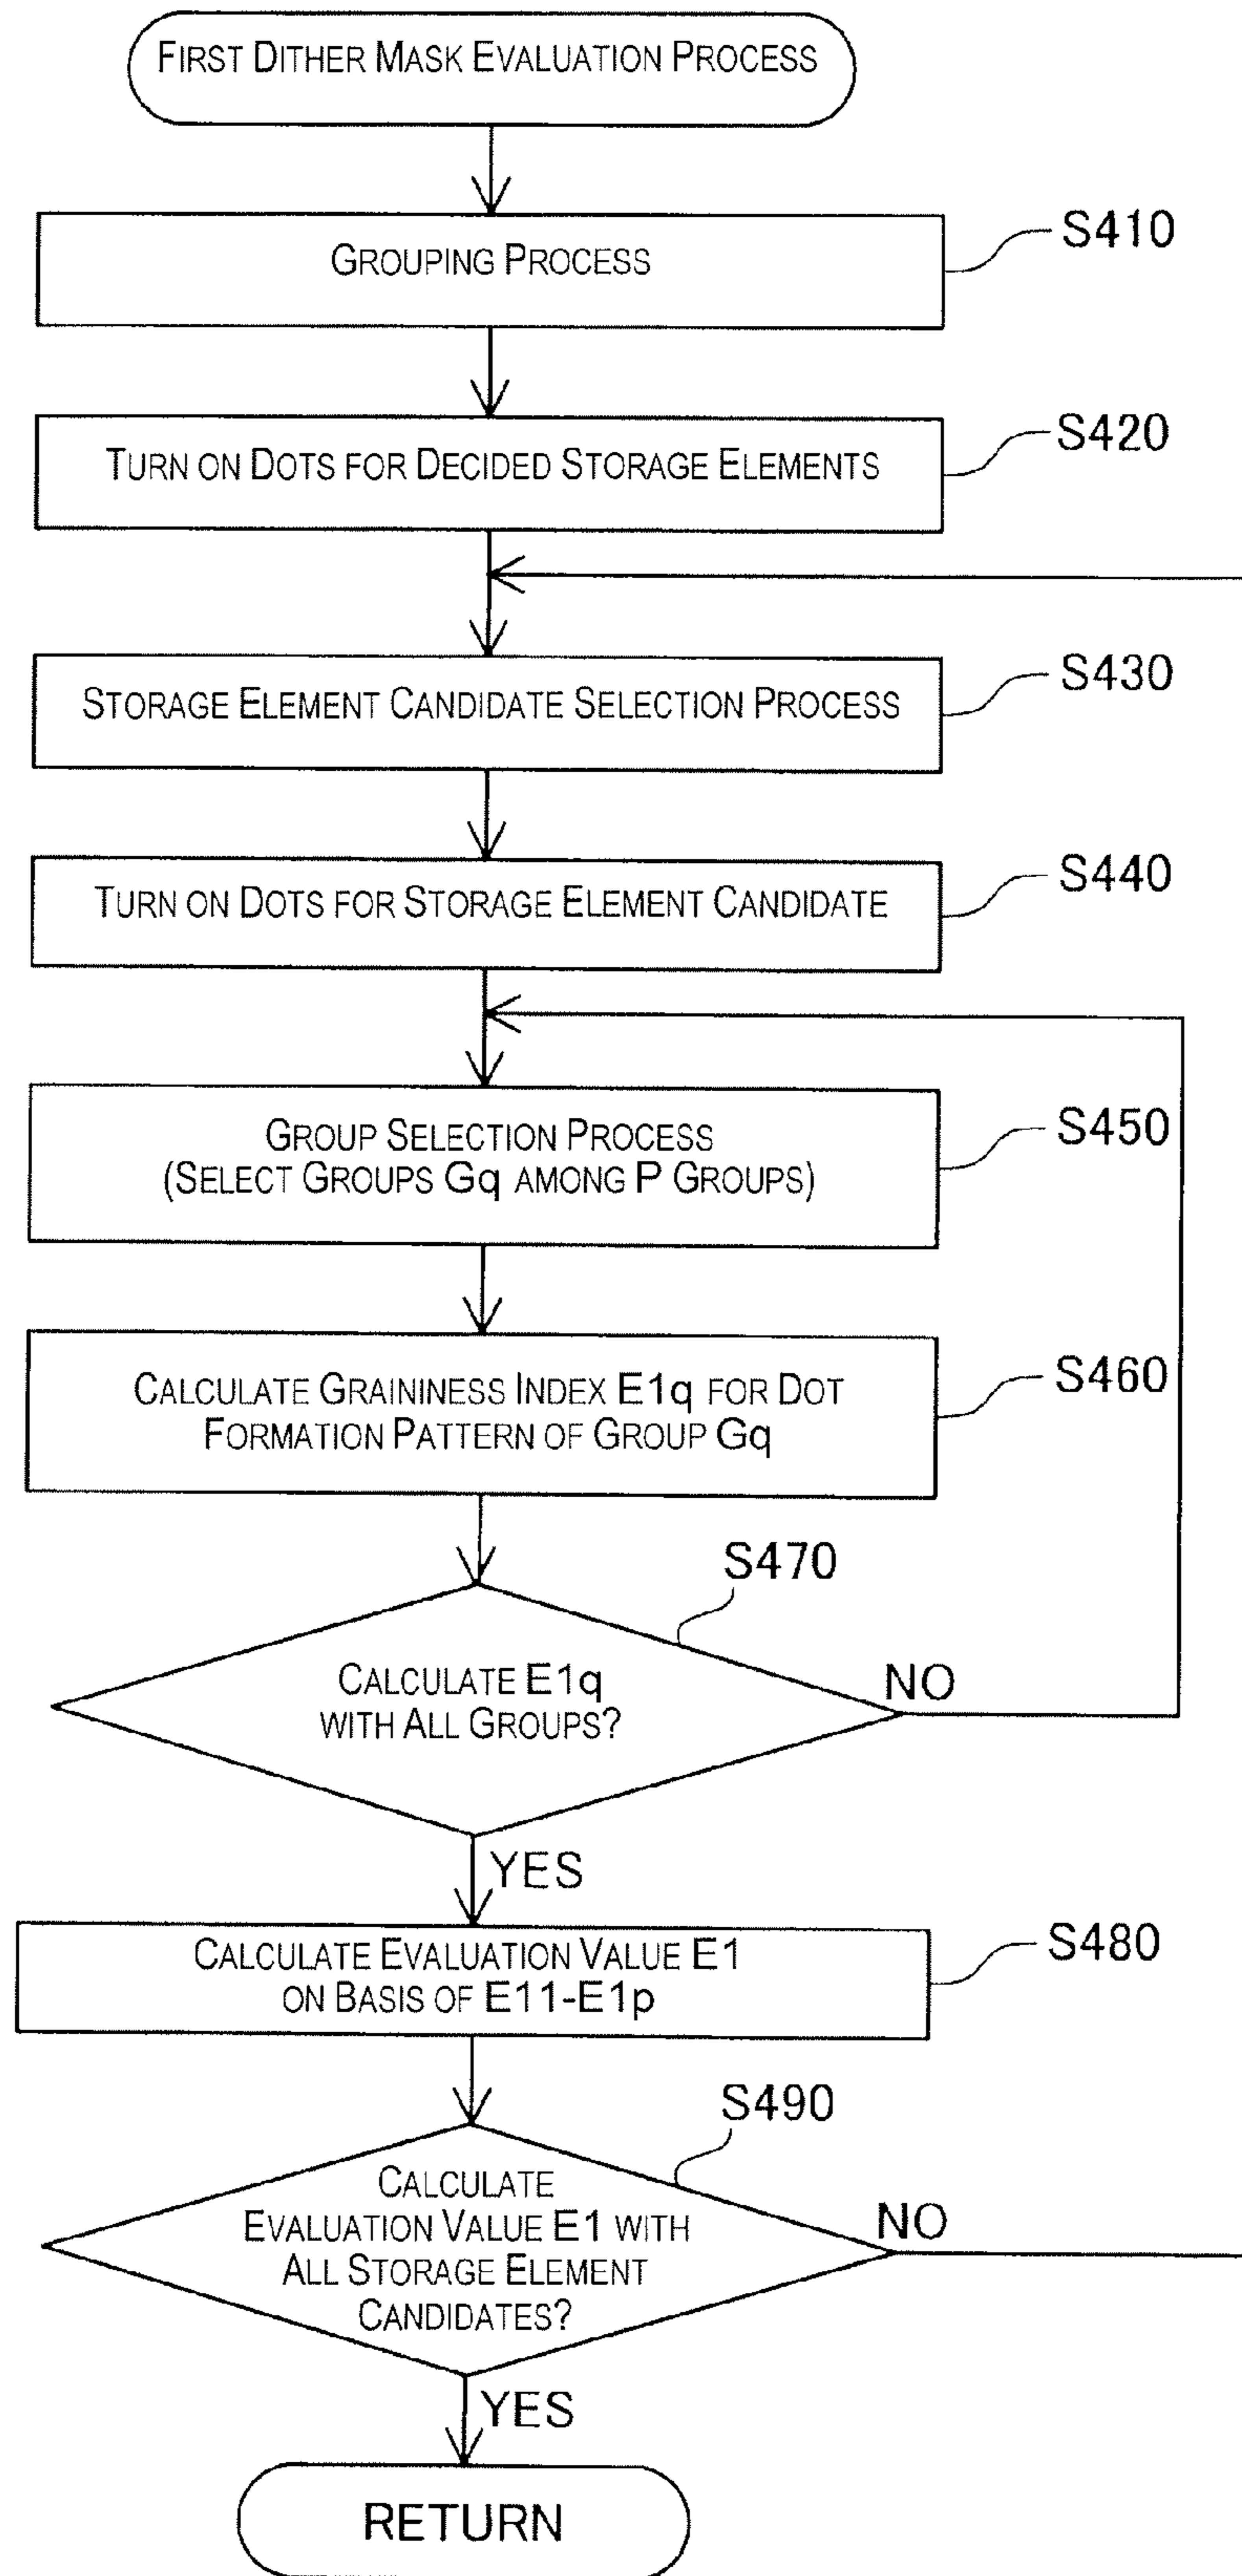 FIRST DITHER MASK EVALUATION PROCESS
GROUPING PROCESS
S410
TURN ON DOTS FOR DECIDED STORAGE ELEMENTS
S420
STORAGE ELEMENT CANDIDATE SELECTION PROCESS
S430
TURN ON DOTS FOR STORAGE ELEMENT CANDIDATE
S440
GROUP SELECTION PROCESS
(SELECT GROUPS Gq AMONG P GROUPS)
S450
CALCULATE GRAININESS INDEX E1q FOR DOT
FORMATION PATTERN OF GROUP Gq
S460
S470
CALCULATE E1q
WITH ALL GROUPS?
NO
YES
CALCULATE EVALUATION VALUE E1
ON BASIS OF E11-E1p
S480
S490
CALCULATE
EVALUATION VALUE E1 WITH
ALL STORAGE ELEMENT
CANDIDATES?
NO
YES
RETURN